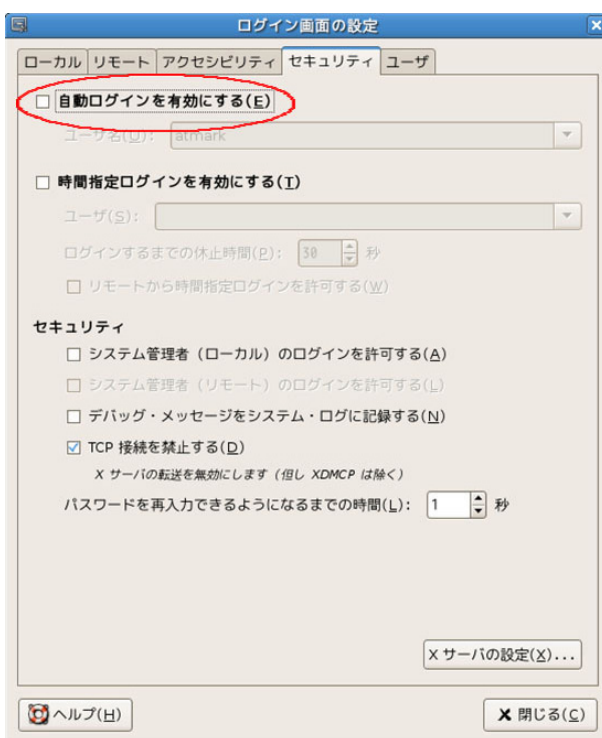 ログイン画面の設定
ローカル リモート アクセシビリティ セキュリティ ユーザ
自動ログインを有効にする(E)
ユーザ名(U): atmark
時間指定ログインを有効にする(T)
ユーザ(S):
ログインするまでの休止時間(P): 30 秒
リモートから時間指定ログインを許可する(W)
セキュリティ
システム管理者（ローカル）のログインを許可する(A)
システム管理者（リモート）のログインを許可する(L)
デバッグ・メッセージをシステム・ログに記録する(N)
TCP 接続を禁止する(D)
X サーバの転送を無効にします（但し XDMCP は除く）
パスワードを再入力できるようになるまでの時間(L): 1 秒
X サーバの設定(X)...
ヘルプ(H) 閉じる(C)